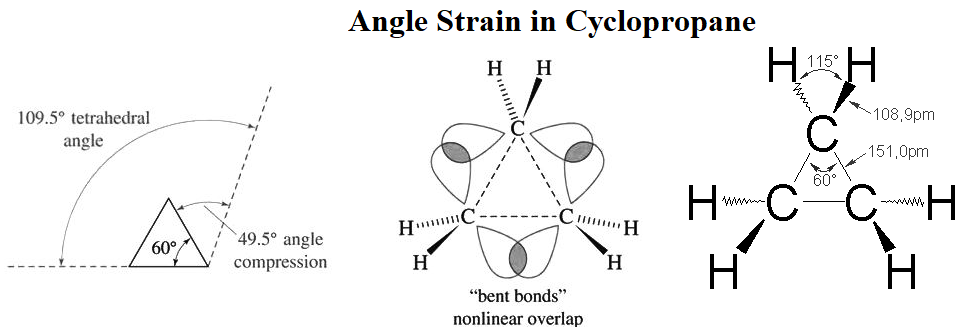 Angle Strain in Cyclopropane
109.5° tetrahedral
angle
60°
49.5° angle
compression
H H
C
H C C H
H H
"bent bonds"
nonlinear overlap
H 115° H
108,9pm
C
151,0pm
60°
H C C H
H H